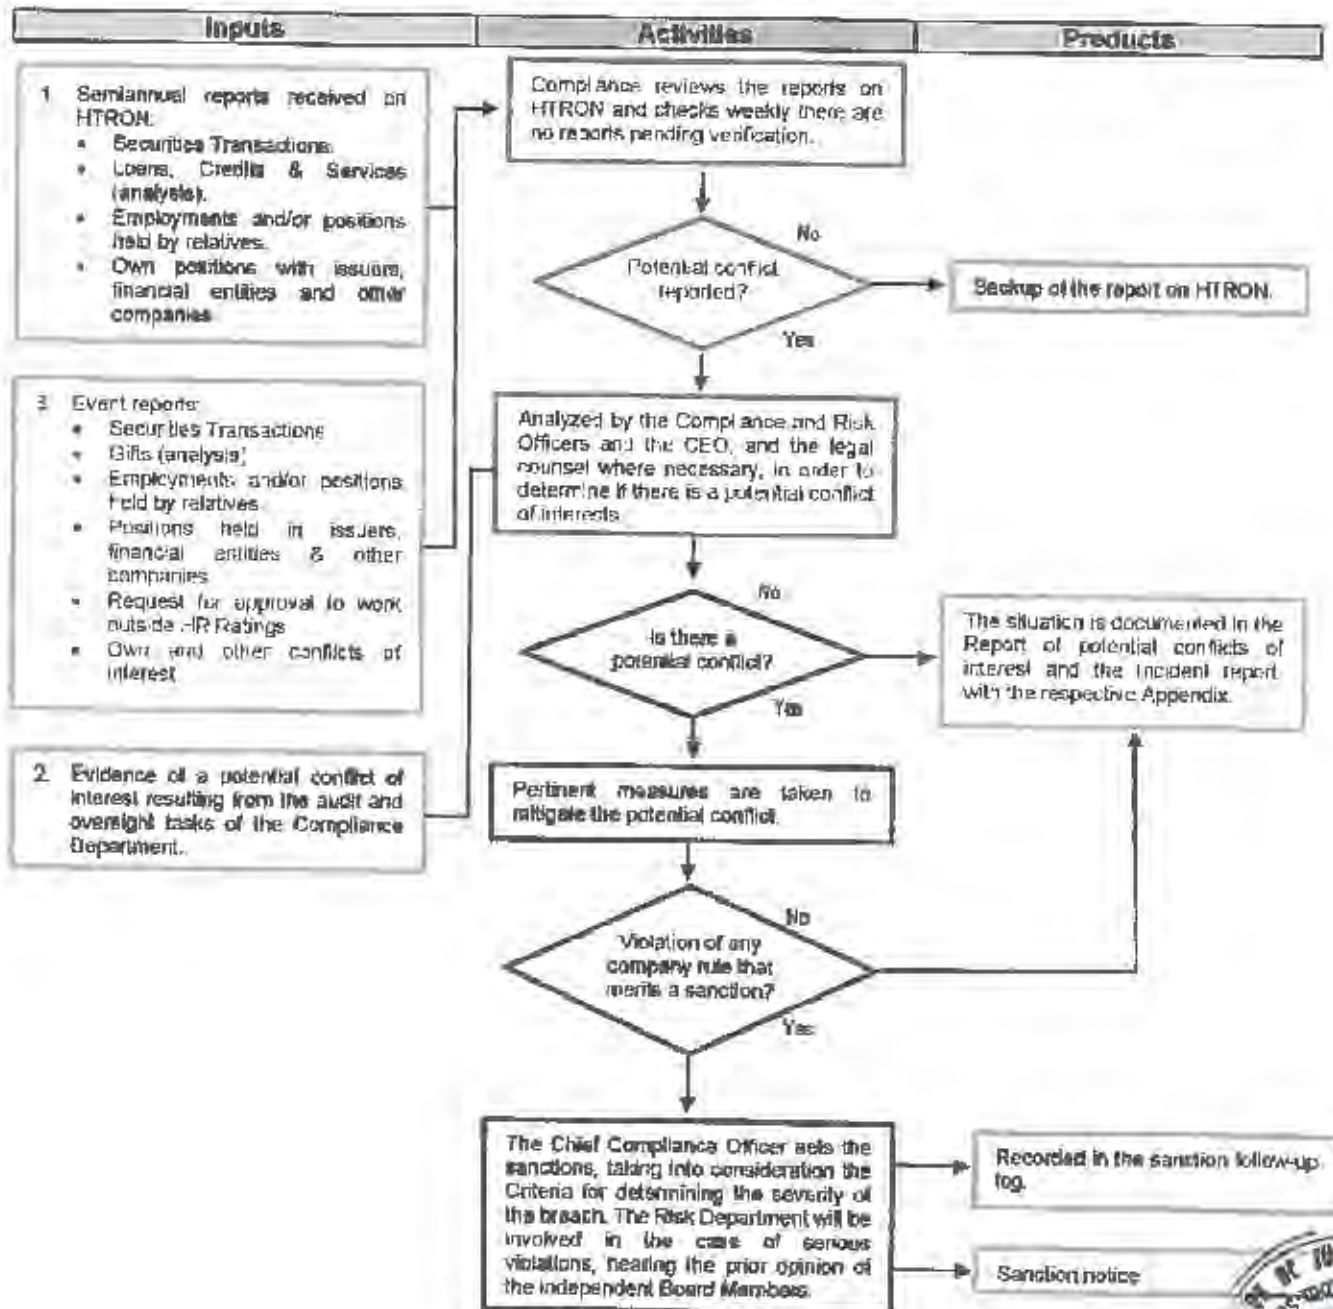 Inputs
Activities
Products
1 Semiannual reports received on
HTRON:
• Securities Transactions
• Loans, Credits & Services
(analysis).
• Employments and/or positions
held by relatives.
• Own positions with issuers,
financial entities and other
companies
3 Event reports:
• Securities Transactions
• Gifts (analysis)
• Employments and/or positions
held by relatives
• Positions held in issuers,
financial entities & other
companies
• Request for approval to work
outside HR Ratings
• Own and other conflicts of
interest
2. Evidence of a potential conflict of
interest resulting from the audit and
oversight tasks of the Compliance
Department.
Compliance reviews the reports on
HTRON and checks weekly there are
no reports pending verification.
No
Potential conflict
reported?
Yes
Backup of the report on HTRON.
Analyzed by the Compliance and Risk
Officers and the CEO, and the legal
counsel where necessary, in order to
determine if there is a potential conflict
of interests
No
Is there a
potential conflict?
Yes
The situation is documented in the
Report of potential conflicts of
interest and the Incident report
with the respective Appendix.
Pertinent measures are taken to
mitigate the potential conflict.
No
Violation of any
company rule that
merits a sanction?
Yes
The Chief Compliance Officer sets the
sanctions, taking into consideration the
Criteria for determining the severity of
the breach. The Risk Department will be
involved in the case of serious
violations, hearing the prior opinion of
the independent Board Members.
Recorded in the sanction follow-up
log.
Sanction notice